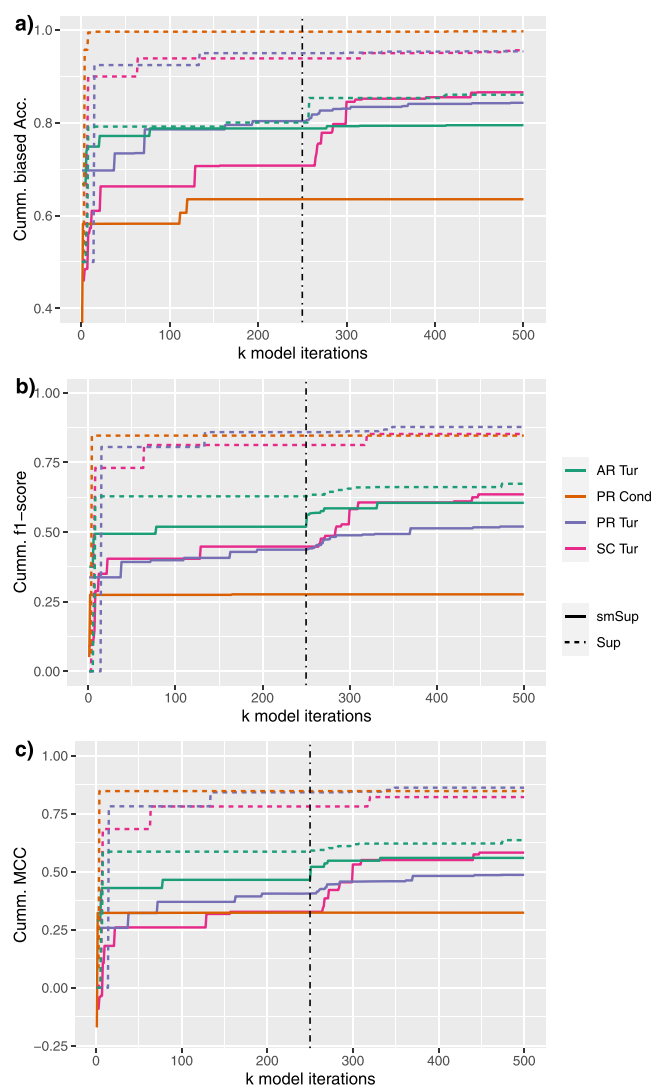 a)
1.0
0.8
0.6
0.4
Cumm. biased Acc.
0 100 200 300 400 500
k model iterations
b)
1.00
0.75
0.50
0.25
0.00
Cumm. f1−score
0 100 200 300 400 500
k model iterations
AR Tur
PR Cond
PR Tur
SC Tur
smSup
Sup
c)
1.00
0.75
0.50
0.25
0.00
−0.25
Cumm. MCC
0 100 200 300 400 500
k model iterations